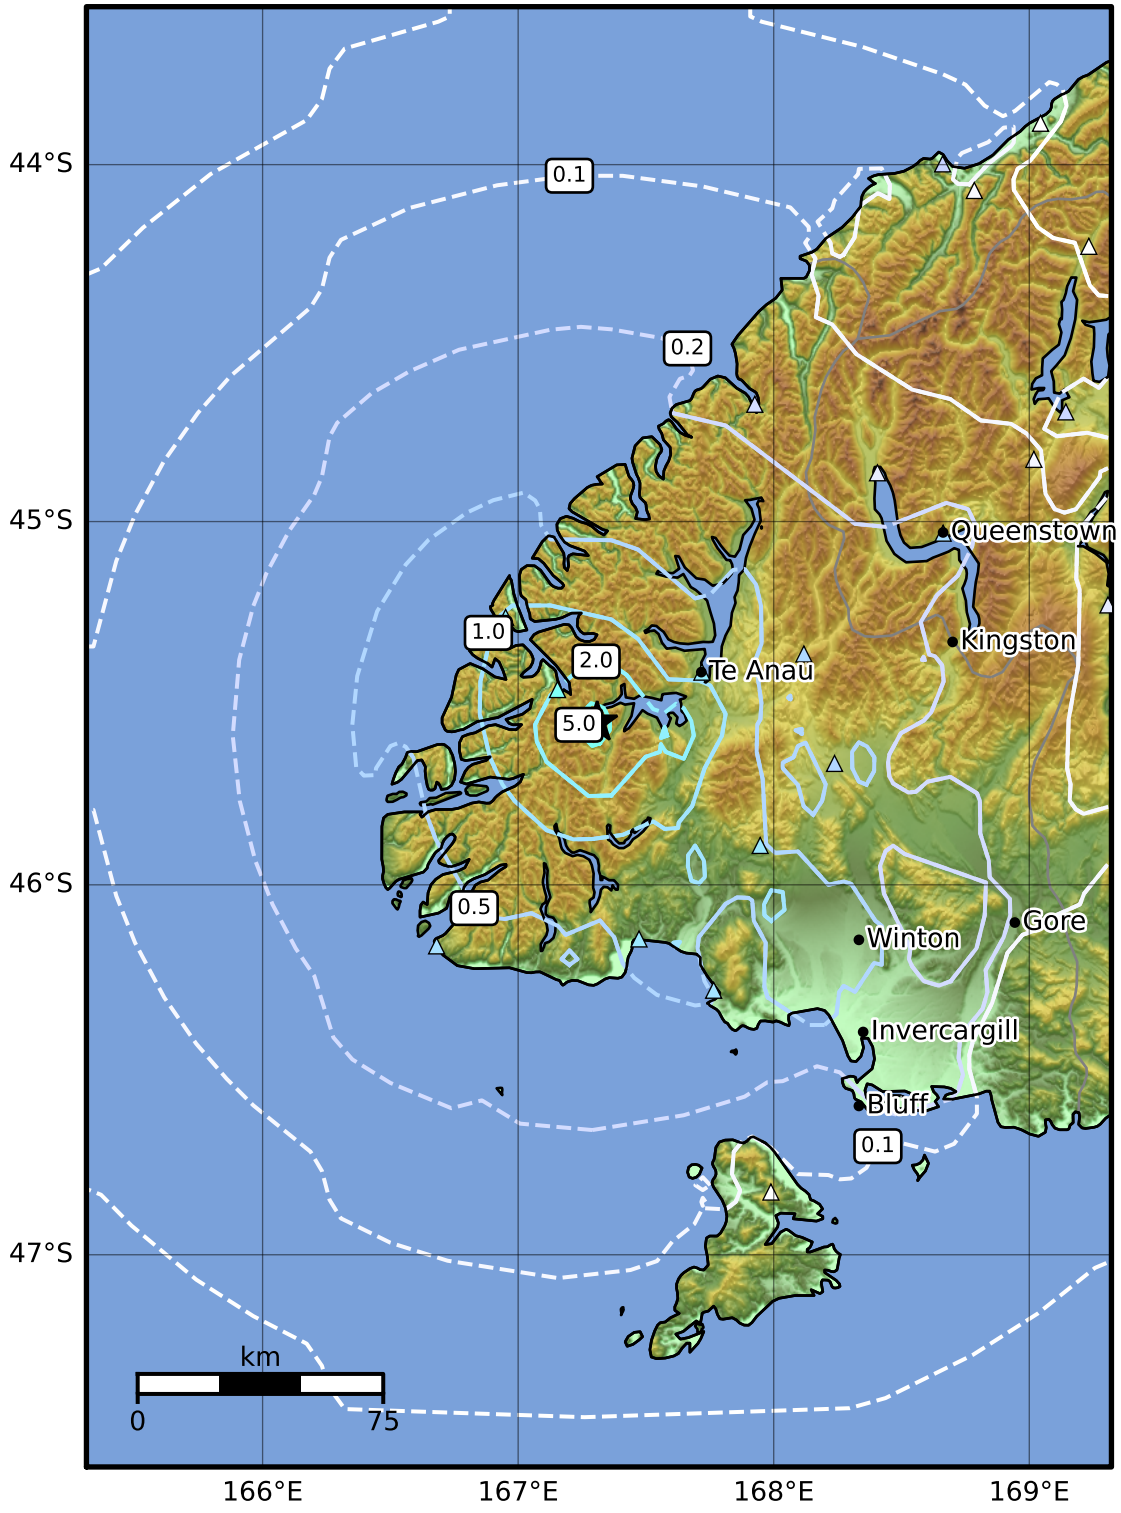 44°S
0.1
0.2
45°S
Queenstown
1.0
Kingston
2.0
Te Anau
5.0
46°S
0.5
Gore
Winton
Invercargill
Bluff
0.1
47°S
km
0 75
166°E 167°E 168°E 169°E